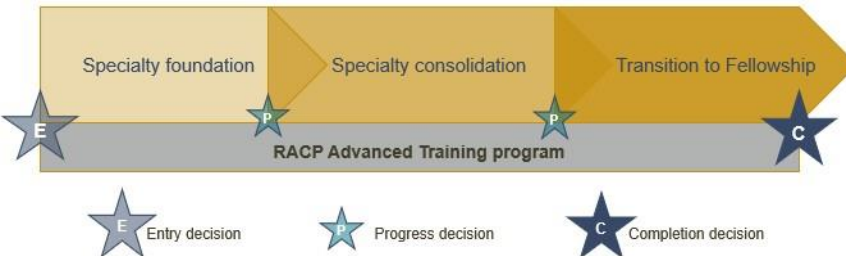 Specialty foundation
Specialty consolidation
Transition to Fellowship
E
P
P
C
RACP Advanced Training program
E Entry decision
P Progress decision
C Completion decision